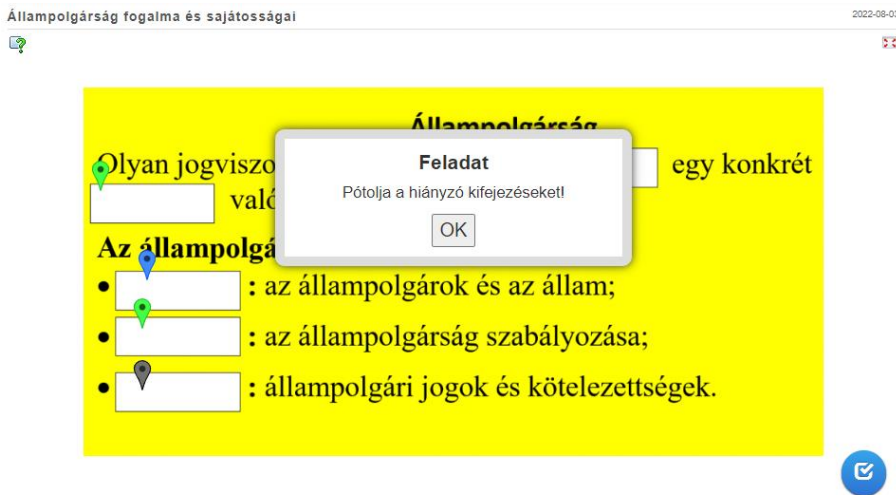 Állampolgárság fogalma és sajátosságai
2022-08-03
Állampolgárság
Feladat
Pótolja a hiányzó kifejezéseket!
OK
Olyan jogviszo egy konkrét
való
Az állampolgá
• : az állampolgárok és az állam;
• : az állampolgárság szabályozása;
• : állampolgári jogok és kötelezettségek.